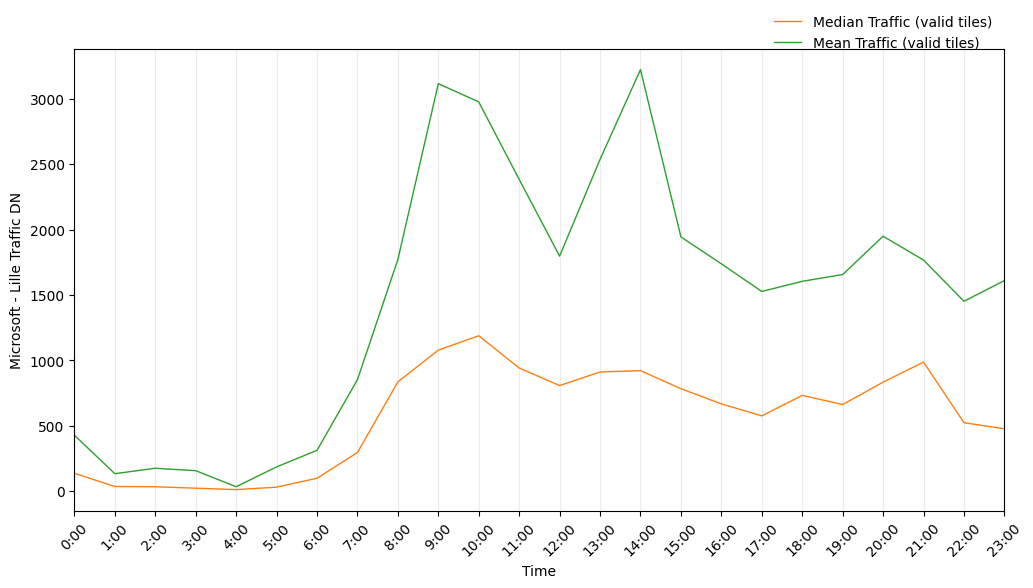 Median Traffic (valid tiles)
Mean Traffic (valid tiles)
Microsoft - Lille Traffic DN
3000
2500
2000
1500
1000
500
0
0:00 1:00 2:00 3:00 4:00 5:00 6:00 7:00 8:00 9:00 10:00 11:00 12:00 13:00 14:00 15:00 16:00 17:00 18:00 19:00 20:00 21:00 22:00 23:00
Time